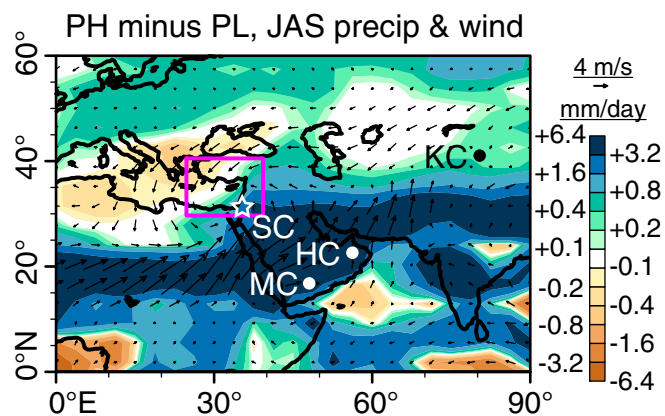 PH minus PL, JAS precip & wind
60°
40°
20°
0°N
0°E
30°
60°
90°
KC
SC
HC
MC
4 m/s
mm/day
+6.4
+3.2
+1.6
+0.8
+0.4
+0.2
+0.1
-0.1
-0.2
-0.4
-0.8
-1.6
-3.2
-6.4